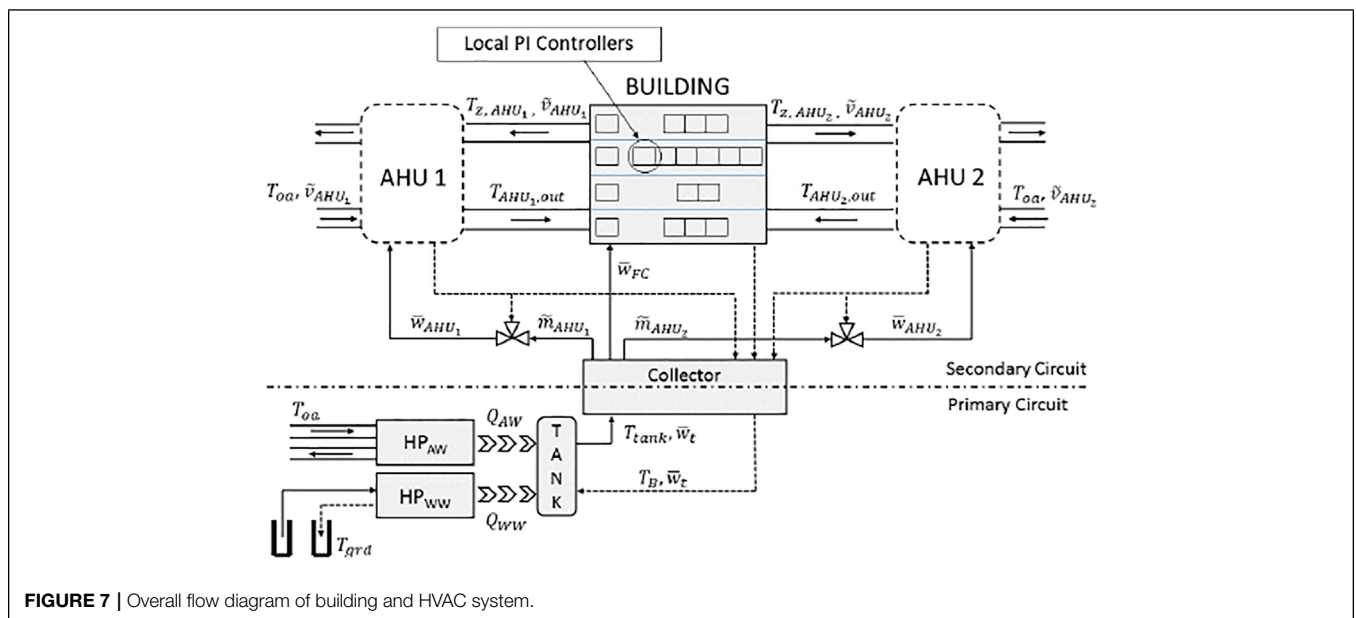 Local PI Controllers
BUILDING
T_{z,AHU_1}, ṽ_{AHU_1}
T_{z,AHU_2}, ṽ_{AHU_2}
AHU 1
AHU 2
T_{oa}, ṽ_{AHU_1}
T_{AHU_1,out}
T_{AHU_2,out}
T_{oa}, ṽ_{AHU_2}
w̅_{FC}
w̅_{AHU_1}
m̃_{AHU_1}
m̃_{AHU_2}
w̅_{AHU_2}
Collector
Secondary Circuit
Primary Circuit
T_{oa}
Q_{AW}
HP_{AW}
TANK
T_{tank}, w̅_t
HP_{WW}
T_B, w̅_t
Q_{WW}
T_{grd}
FIGURE 7 | Overall flow diagram of building and HVAC system.